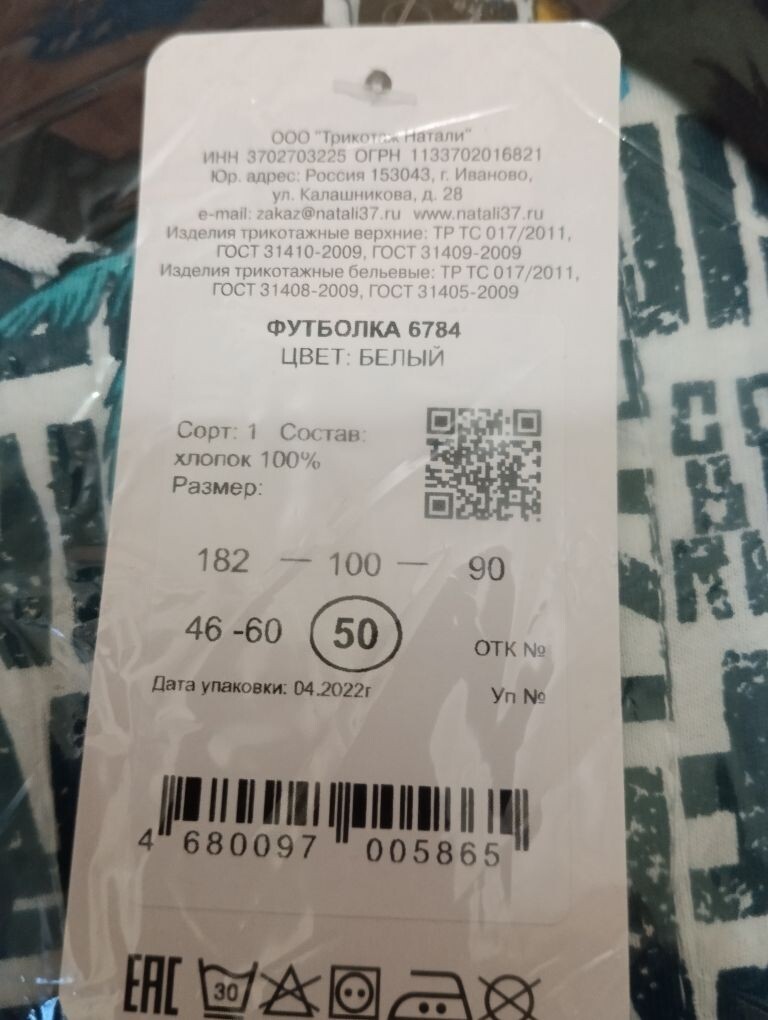 ООО "Трикотаж Натали"
ИНН 3702703225 ОГРН 1133702016821
Юр. адрес: Россия 153043, г. Иваново,
ул. Калашникова, д. 28
e-mail: zakaz@natali37.ru www.natali37.ru
Изделия трикотажные верхние: ТР ТС 017/2011,
ГОСТ 31410-2009, ГОСТ 31409-2009
Изделия трикотажные бельевые: ТР ТС 017/2011,
ГОСТ 31408-2009, ГОСТ 31405-2009
ФУТБОЛКА 6784
ЦВЕТ: БЕЛЫЙ
Сорт: 1 Состав:
хлопок 100%
Размер:
182 — 100 — 90
46 -60 50
ОТК №
Дата упаковки: 04.2022г
Уп №
4 680097 005865
EAC 30